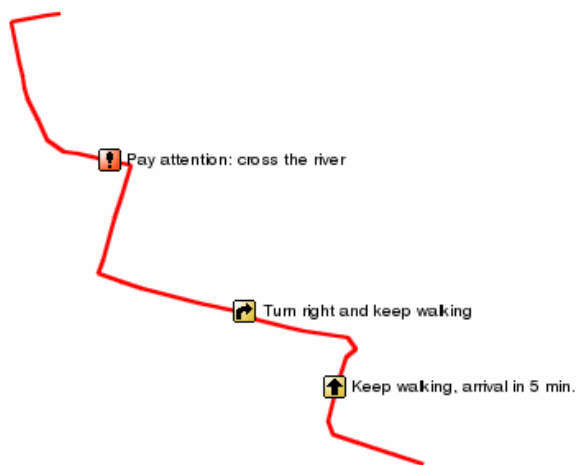 Pay attention: cross the river
Turn right and keep walking
Keep walking, arrival in 5 min.